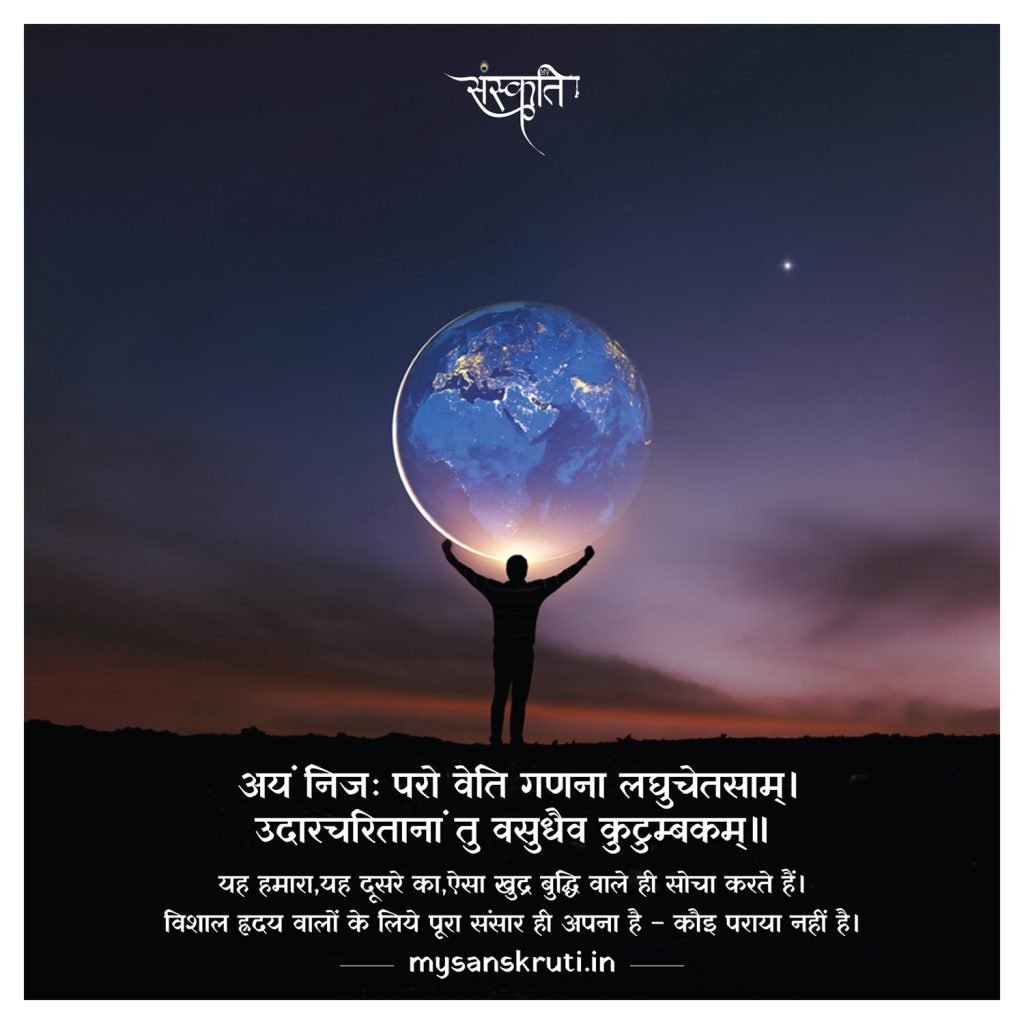 संस्कृति
अयं निजः परो वेति गणना लघुचेतसाम्।
उदारचरितानां तु वसुधैव कुटुम्बकम्॥
यह हमारा,यह दूसरे का,ऐसा खुद्र बुद्धि वाले ही सोचा करते हैं।
विशाल ह्रदय वालों के लिये पूरा संसार ही अपना है - कौइ पराया नहीं है।
mysanskruti.in